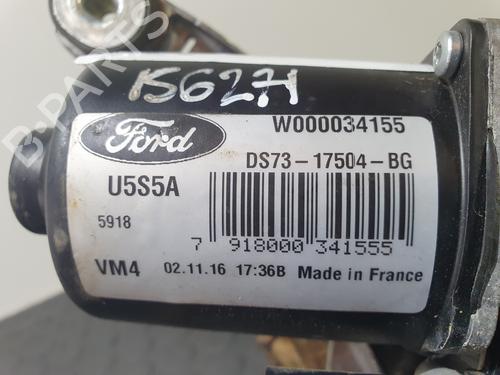 1S6271
Ford
W000034155
DS73-17504-BG
U5S5A
5918
7 918000 341555
VM4 02.11.16 17:36B Made in France
B-PARTS